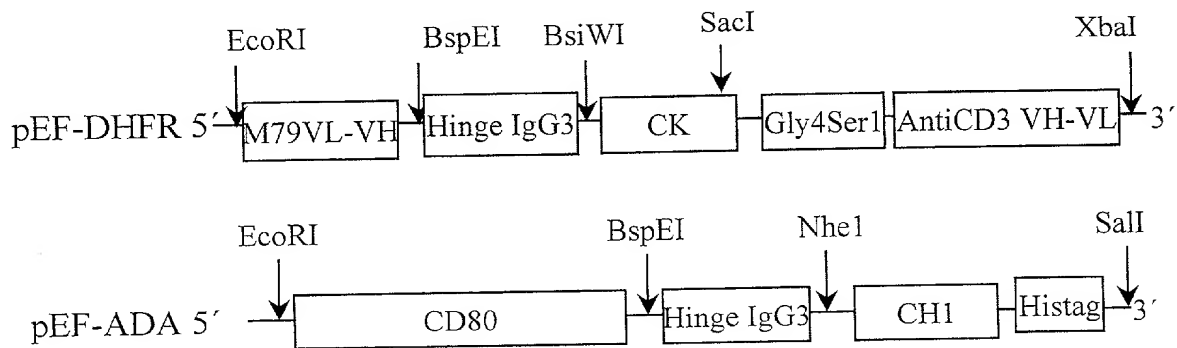 EcoRI BspEI BsiWI SacI XbaI
pEF-DHFR 5´ M79VL-VH Hinge IgG3 CK Gly4Ser1 AntiCD3 VH-VL 3´
EcoRI BspEI Nhe1 SalI
pEF-ADA 5´ CD80 Hinge IgG3 CH1 Histag 3´